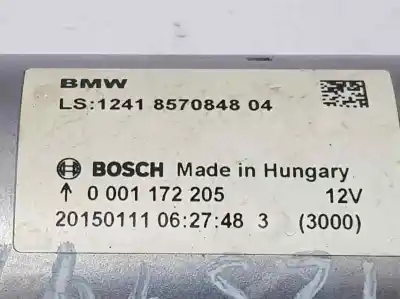 BMW
LS:1241 8570848 04
BOSCH Made in Hungary
↑ 0 001 172 205 12V
20150111 06:27:48 3 (3000)